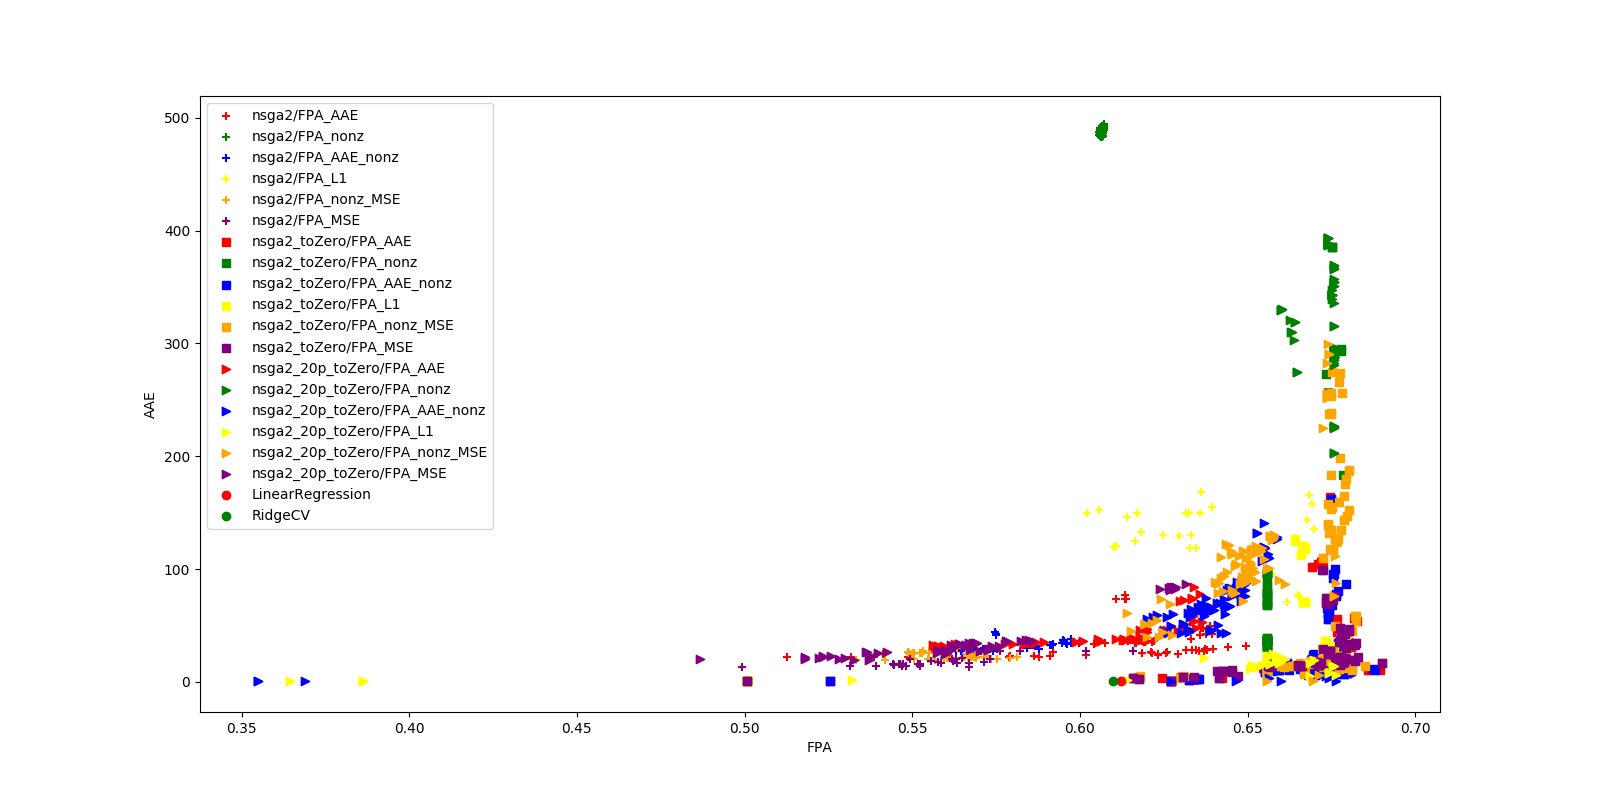 500
400
300
200
100
0
AAE
nsga2/FPA_AAE
nsga2/FPA_nonz
nsga2/FPA_AAE_nonz
nsga2/FPA_L1
nsga2/FPA_nonz_MSE
nsga2/FPA_MSE
nsga2_toZero/FPA_AAE
nsga2_toZero/FPA_nonz
nsga2_toZero/FPA_AAE_nonz
nsga2_toZero/FPA_L1
nsga2_toZero/FPA_nonz_MSE
nsga2_toZero/FPA_MSE
nsga2_20p_toZero/FPA_AAE
nsga2_20p_toZero/FPA_nonz
nsga2_20p_toZero/FPA_AAE_nonz
nsga2_20p_toZero/FPA_L1
nsga2_20p_toZero/FPA_nonz_MSE
nsga2_20p_toZero/FPA_MSE
LinearRegression
RidgeCV
0.35 0.40 0.45 0.50 0.55 0.60 0.65 0.70
FPA